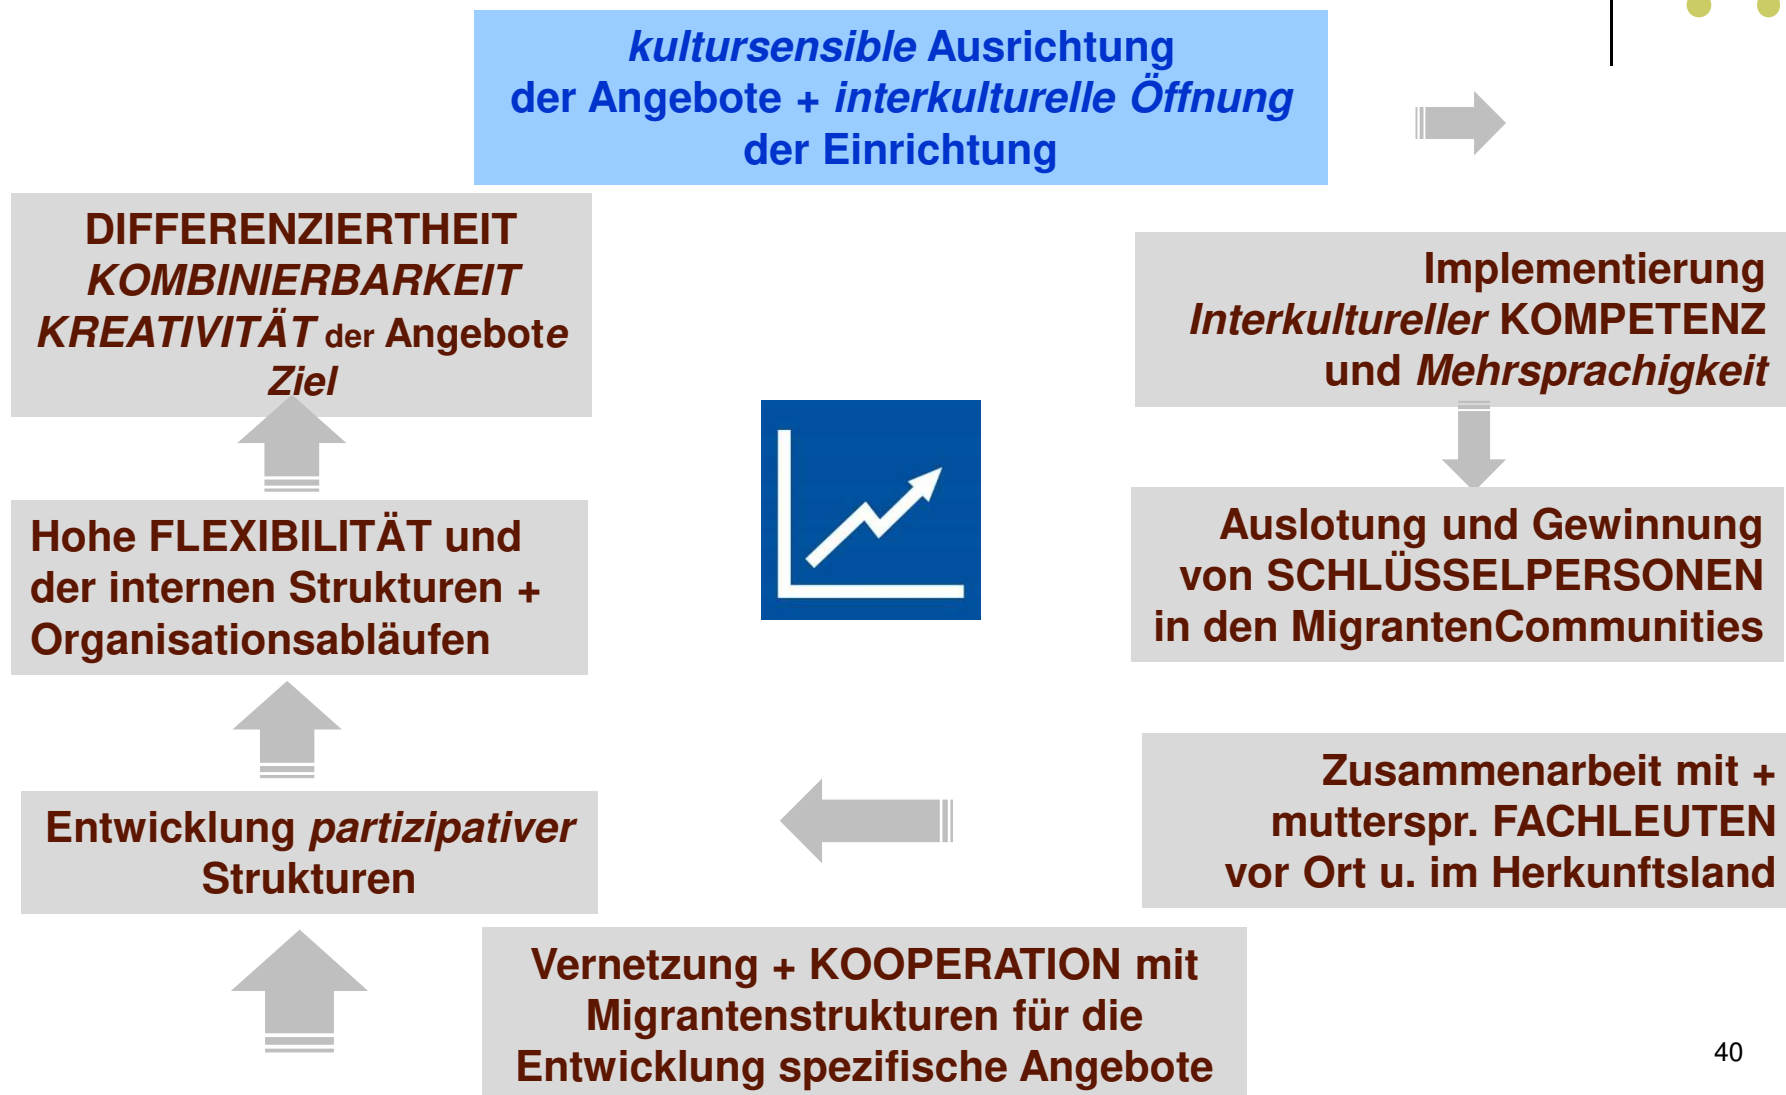 kultursensible Ausrichtung
der Angebote + interkulturelle Öffnung
der Einrichtung
DIFFERENZIERTHEIT
KOMBINIERBARKEIT
KREATIVITÄT der Angebote
Ziel
Implementierung
Interkultureller KOMPETENZ
und Mehrsprachigkeit
Hohe FLEXIBILITÄT und
der internen Strukturen +
Organisationsabläufen
Auslotung und Gewinnung
von SCHLÜSSELPERSONEN
in den MigrantenCommunities
Entwicklung partizipativer
Strukturen
Zusammenarbeit mit +
mutterspr. FACHLEUTEN
vor Ort u. im Herkunftsland
Vernetzung + KOOPERATION mit
Migrantenstrukturen für die
Entwicklung spezifische Angebote
40